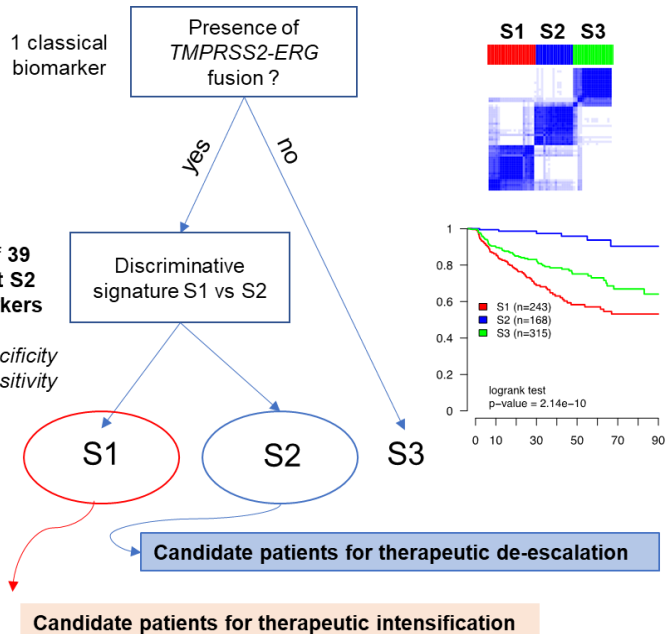 1 classical
biomarker
Presence of
TMPRSS2-ERG
fusion ?
yes
no
39
Discriminative
signature S1 vs S2
S2
S1
S2
S3
Candidate patients for therapeutic de-escalation
Candidate patients for therapeutic intensification
S1 S2 S3
1
0.8
0.6
0.4
0.2
0
S1 (n=243)
S2 (n=168)
S3 (n=315)
logrank test
p-value = 2.14e-10
0 10 30 50 70 90